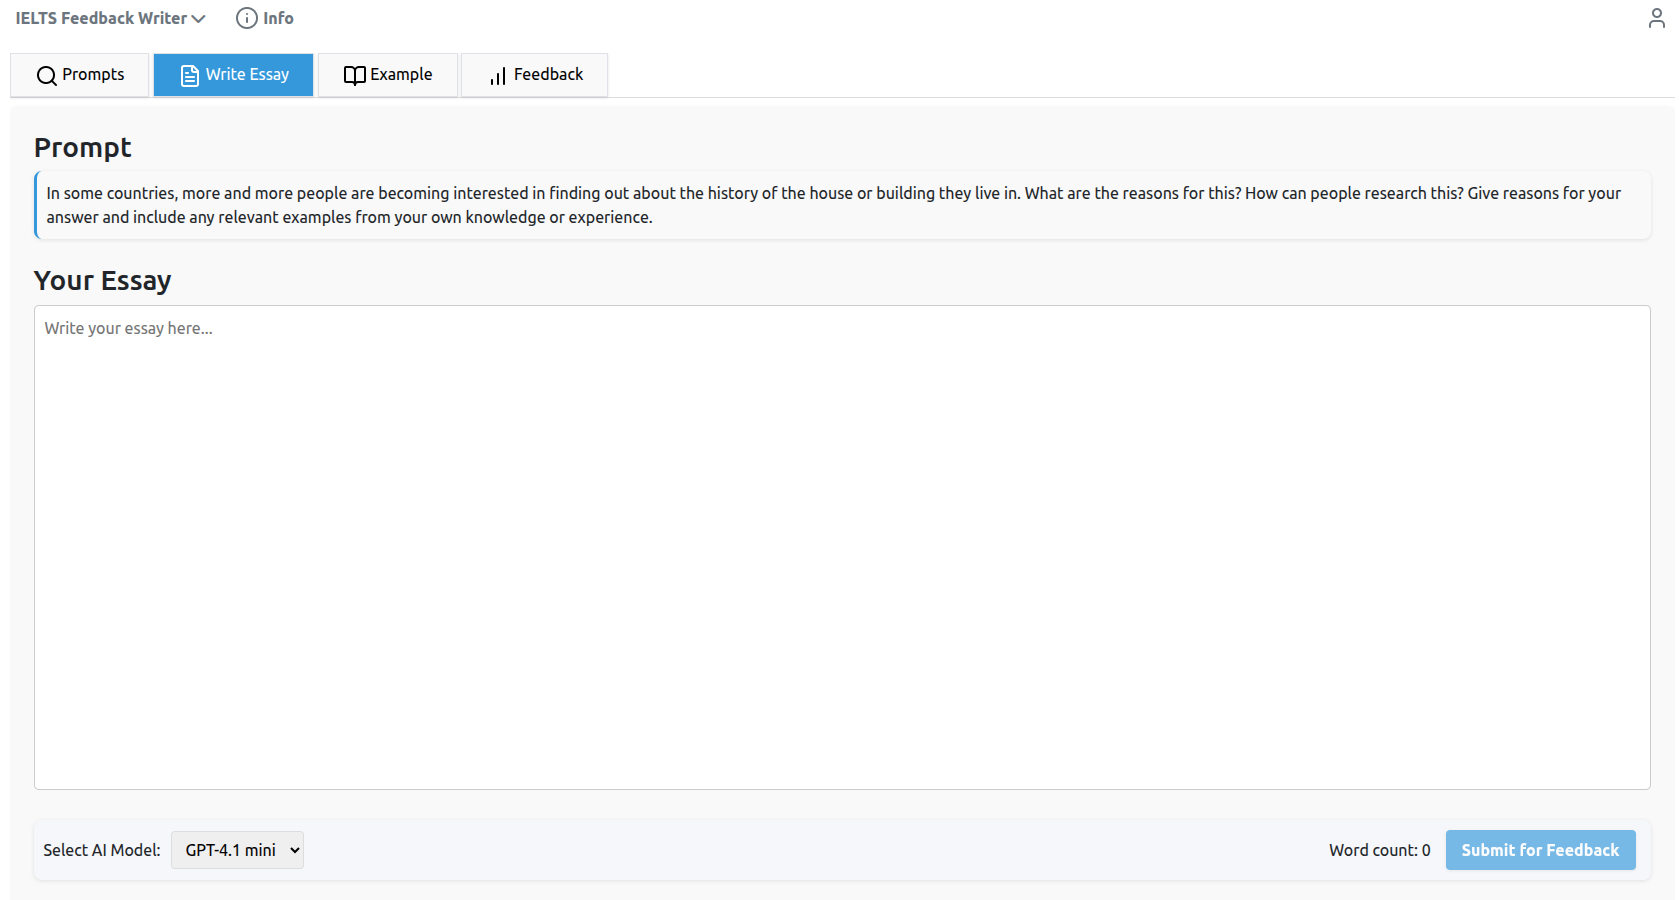 IELTS Feedback Writer
Info
Prompts
Write Essay
Example
Feedback
Prompt
In some countries, more and more people are becoming interested in finding out about the history of the house or building they live in. What are the reasons for this? How can people research this? Give reasons for your
answer and include any relevant examples from your own knowledge or experience.
Your Essay
Write your essay here...
Select AI Model:
GPT-4.1 mini
Word count: 0
Submit for Feedback